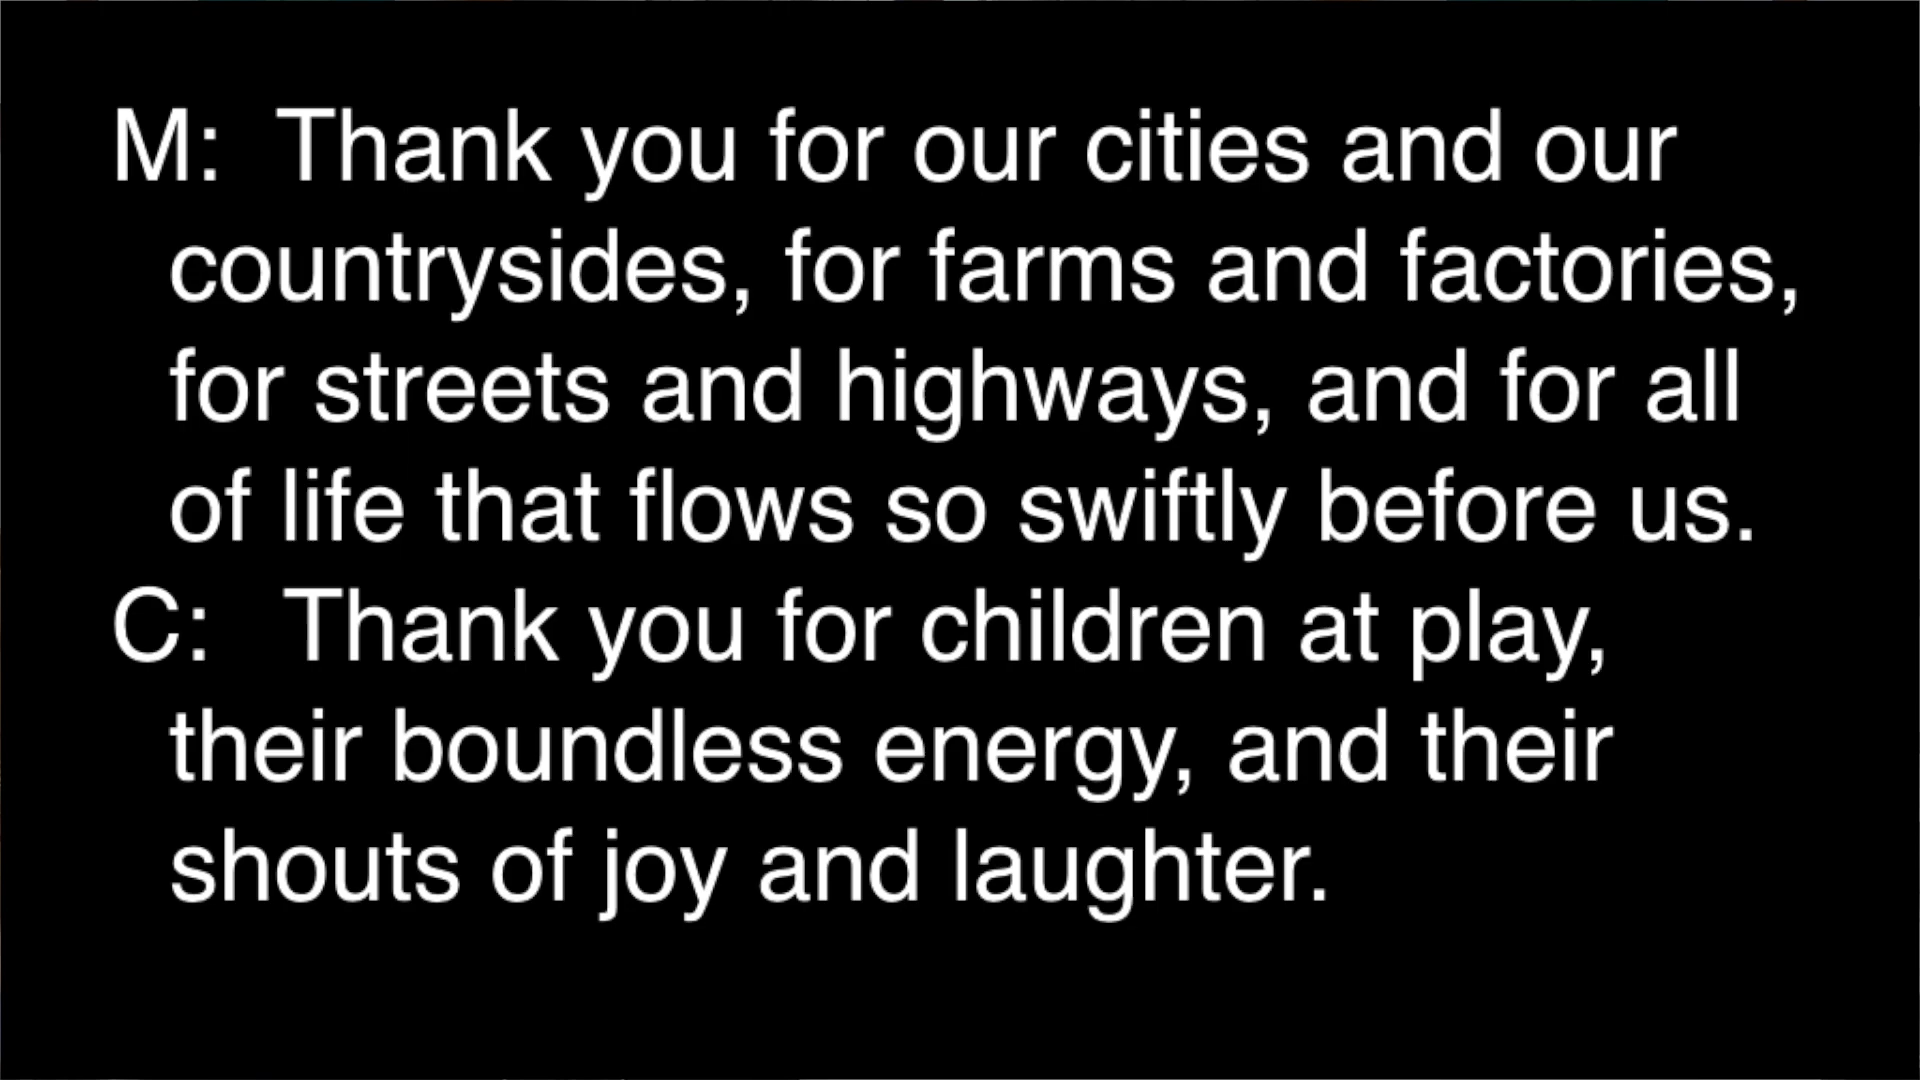 M: Thank you for our cities and our
countrysides, for farms and factories,
for streets and highways, and for all
of life that flows so swiftly before us.
C: Thank you for children at play,
their boundless energy, and their
shouts of joy and laughter.